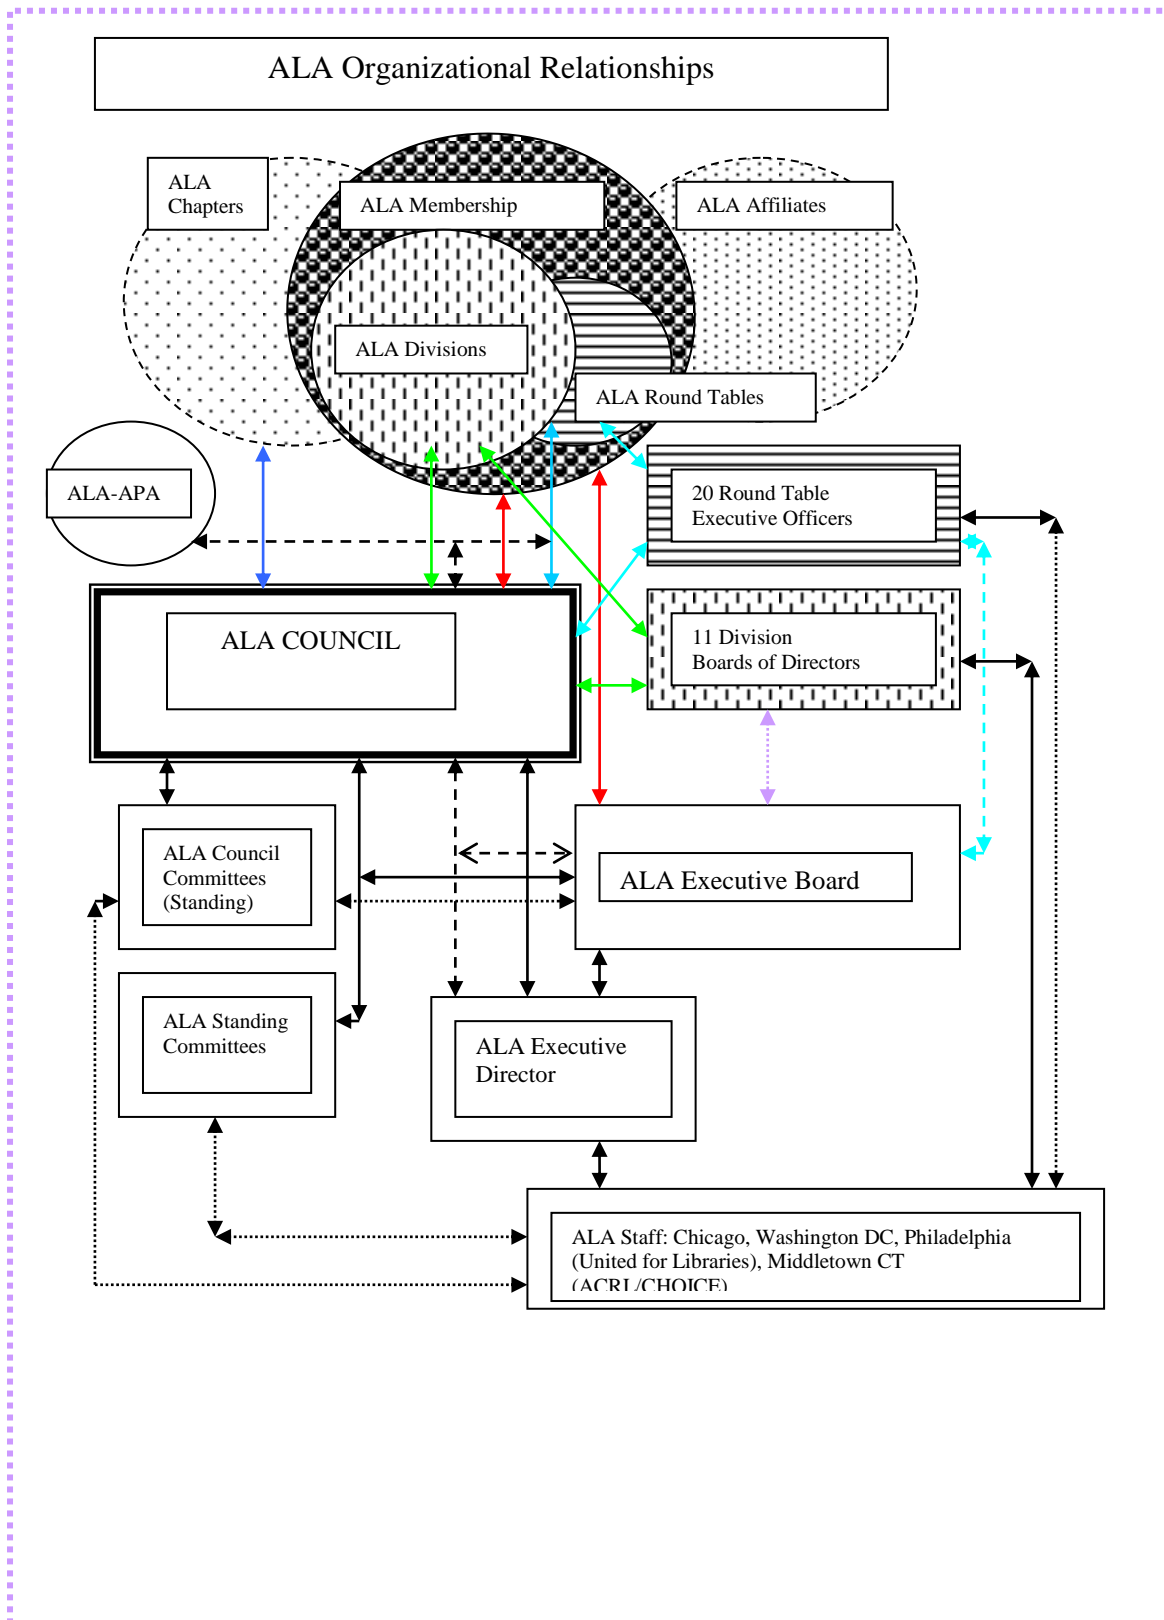 ALA Organizational Relationships
ALA
Chapters
ALA Membership
ALA Affiliates
ALA Divisions
ALA Round Tables
ALA-APA
20 Round Table
Executive Officers
ALA COUNCIL
11 Division
Boards of Directors
ALA Council
Committees
(Standing)
ALA Executive Board
ALA Standing
Committees
ALA Executive
Director
ALA Staff: Chicago, Washington DC, Philadelphia
(United for Libraries), Middletown CT
(ACRL/CHOICE)